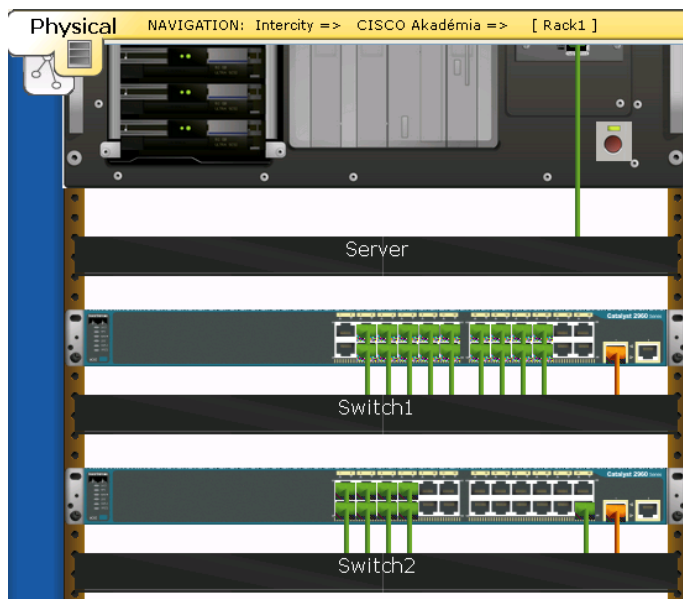 Physical
NAVIGATION: Intercity => CISCO Akadémia => [ Rack1 ]
Server
Catalyst 2960
Switch1
Catalyst 2960
Switch2